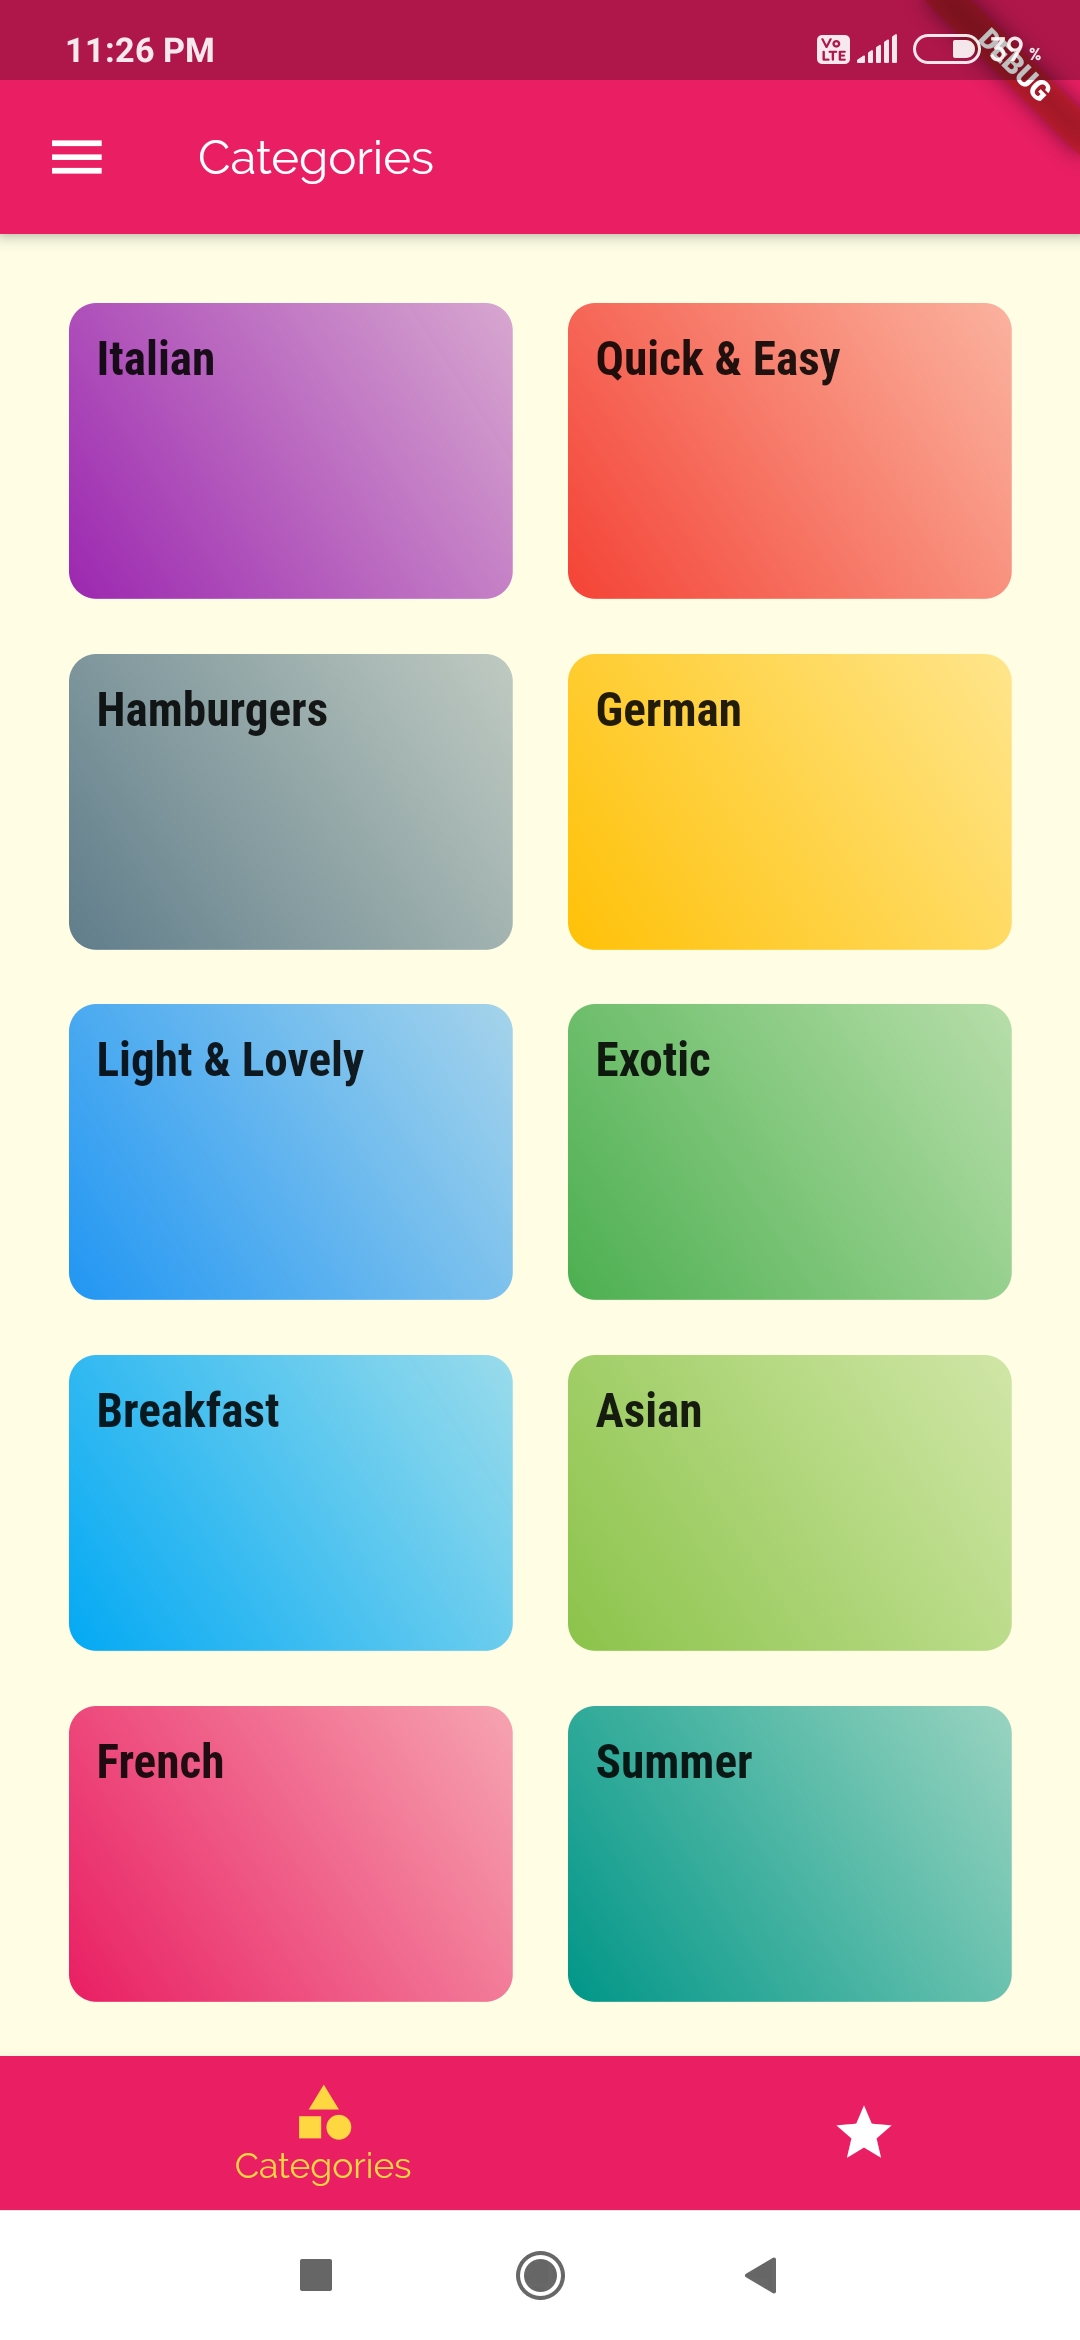 11:26 PM
Vo
LTE
%
DEBUG
Categories
Italian
Quick & Easy
Hamburgers
German
Light & Lovely
Exotic
Breakfast
Asian
French
Summer
Categories